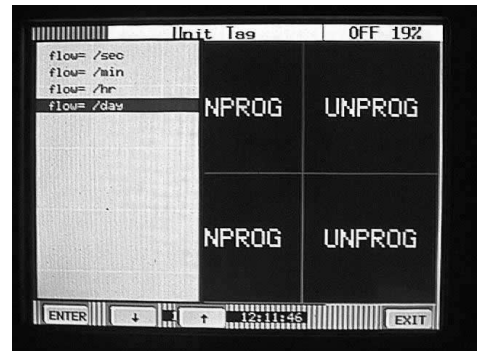 Unit Tag OFF 19%
flow= /sec
flow= /min
flow= /hr
flow= /day
NPROG UNPROG
NPROG UNPROG
ENTER ↓ ↑ 12:11:46 EXIT